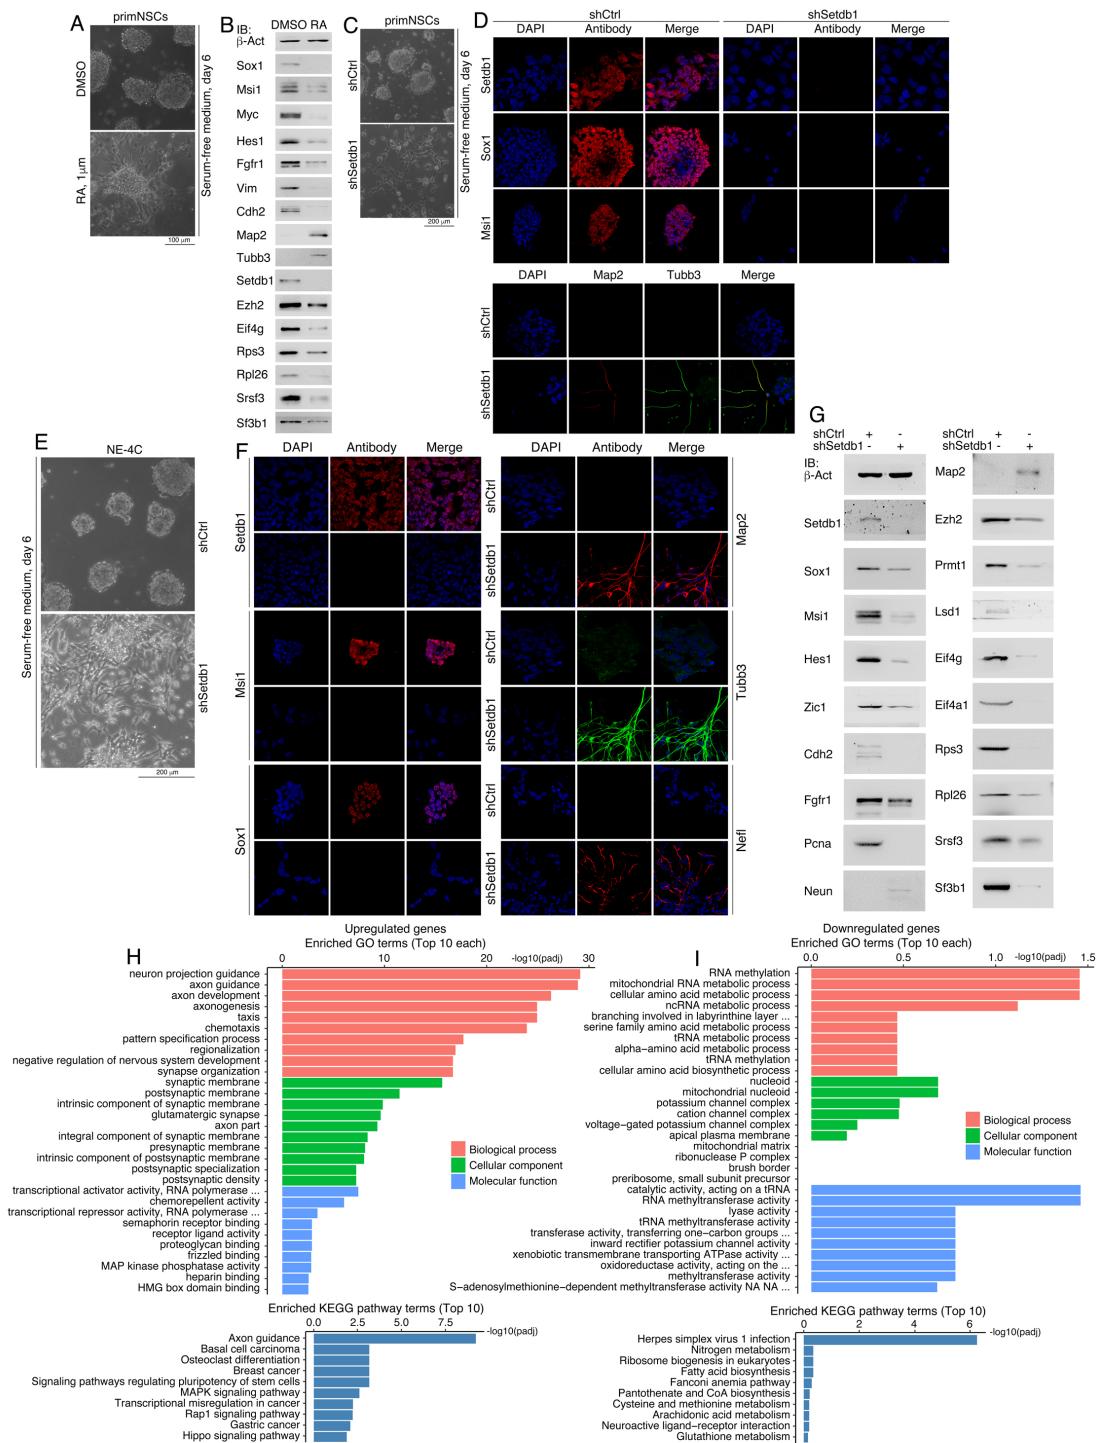 A
primNSCs
DMSO
RA, 1μm
Serum-free medium, day 6
100 μm
B
IB:
DMSO RA
β-Act
Sox1
Msi1
Myc
Hes1
Fgfr1
Vim
Cdh2
Map2
Tubb3
Setdb1
Ezh2
Eif4g
Rps3
Rpl26
Srsf3
Sf3b1
C
primNSCs
shCtrl
shSetdb1
Serum-free medium, day 6
200 μm
D
shCtrl
shSetdb1
DAPI Antibody Merge DAPI Antibody Merge
Setdb1
Sox1
Msi1
DAPI Map2 Tubb3 Merge
shCtrl
shSetdb1
E
NE-4C
Serum-free medium, day 6
shCtrl
shSetdb1
200 μm
F
DAPI Antibody Merge DAPI Antibody Merge
Setdb1
Msi1
Sox1
shCtrl
shSetdb1
shCtrl
shSetdb1
shCtrl
shSetdb1
Map2
Tubb3
Nefl
G
shCtrl + -
shSetdb1 - +
IB:
β-Act
Setdb1
Sox1
Msi1
Hes1
Zic1
Cdh2
Fgfr1
Pcna
Neun
shCtrl + -
shSetdb1 - +
Map2
Ezh2
Prmt1
Lsd1
Eif4g
Eif4a1
Rps3
Rpl26
Srsf3
Sf3b1
H
Upregulated genes
Enriched GO terms (Top 10 each)
0 10 20 30
-log10(padj)
neuron projection guidance
axon guidance
axon development
axonogenesis
taxis
chemotaxis
pattern specification process
regionalization
negative regulation of nervous system development
synapse organization
synaptic membrane
postsynaptic membrane
intrinsic component of synaptic membrane
glutamatergic synapse
axon part
integral component of synaptic membrane
presynaptic membrane
intrinsic component of postsynaptic membrane
postsynaptic specialization
postsynaptic density
transcriptional activator activity, RNA polymerase ...
chemorepellent activity
transcriptional repressor activity, RNA polymerase ...
semaphorin receptor binding
receptor ligand activity
proteoglycan binding
frizzled binding
MAP kinase phosphatase activity
heparin binding
HMG box domain binding
Biological process
Cellular component
Molecular function
Enriched KEGG pathway terms (Top 10)
0.0 2.5 5.0 7.5
-log10(padj)
Axon guidance
Basal cell carcinoma
Osteoclast differentiation
Breast cancer
Signaling pathways regulating pluripotency of stem cells
MAPK signaling pathway
Transcriptional misregulation in cancer
Rap1 signaling pathway
Gastric cancer
Hippo signaling pathway
I
Downregulated genes
Enriched GO terms (Top 10 each)
0.0 0.5 1.0 1.5
-log10(padj)
RNA methylation
mitochondrial RNA metabolic process
cellular amino acid metabolic process
ncRNA metabolic process
branching involved in labyrinthine layer ...
serine family amino acid metabolic process
tRNA metabolic process
alpha-amino acid metabolic process
tRNA methylation
cellular amino acid biosynthetic process
nucleoid
mitochondrial nucleoid
potassium channel complex
cation channel complex
voltage-gated potassium channel complex
apical plasma membrane
mitochondrial matrix
ribonuclease P complex
brush border
preribosome, small subunit precursor
catalytic activity, acting on a tRNA
RNA methyltransferase activity
lyase activity
tRNA methyltransferase activity
transferase activity, transferring one-carbon groups ...
inward rectifier potassium channel activity
xenobiotic transmembrane transporting ATPase activity ...
oxidoreductase activity, acting on the ...
methyltransferase activity
S-adenosylmethionine-dependent methyltransferase activity NA NA ...
Biological process
Cellular component
Molecular function
Enriched KEGG pathway terms (Top 10)
0 2 4 6
-log10(padj)
Herpes simplex virus 1 infection
Nitrogen metabolism
Ribosome biogenesis in eukaryotes
Fatty acid biosynthesis
Fanconi anemia pathway
Pantothenate and CoA biosynthesis
Cysteine and methionine metabolism
Arachidonic acid metabolism
Neuroactive ligand-receptor interaction
Glutathione metabolism